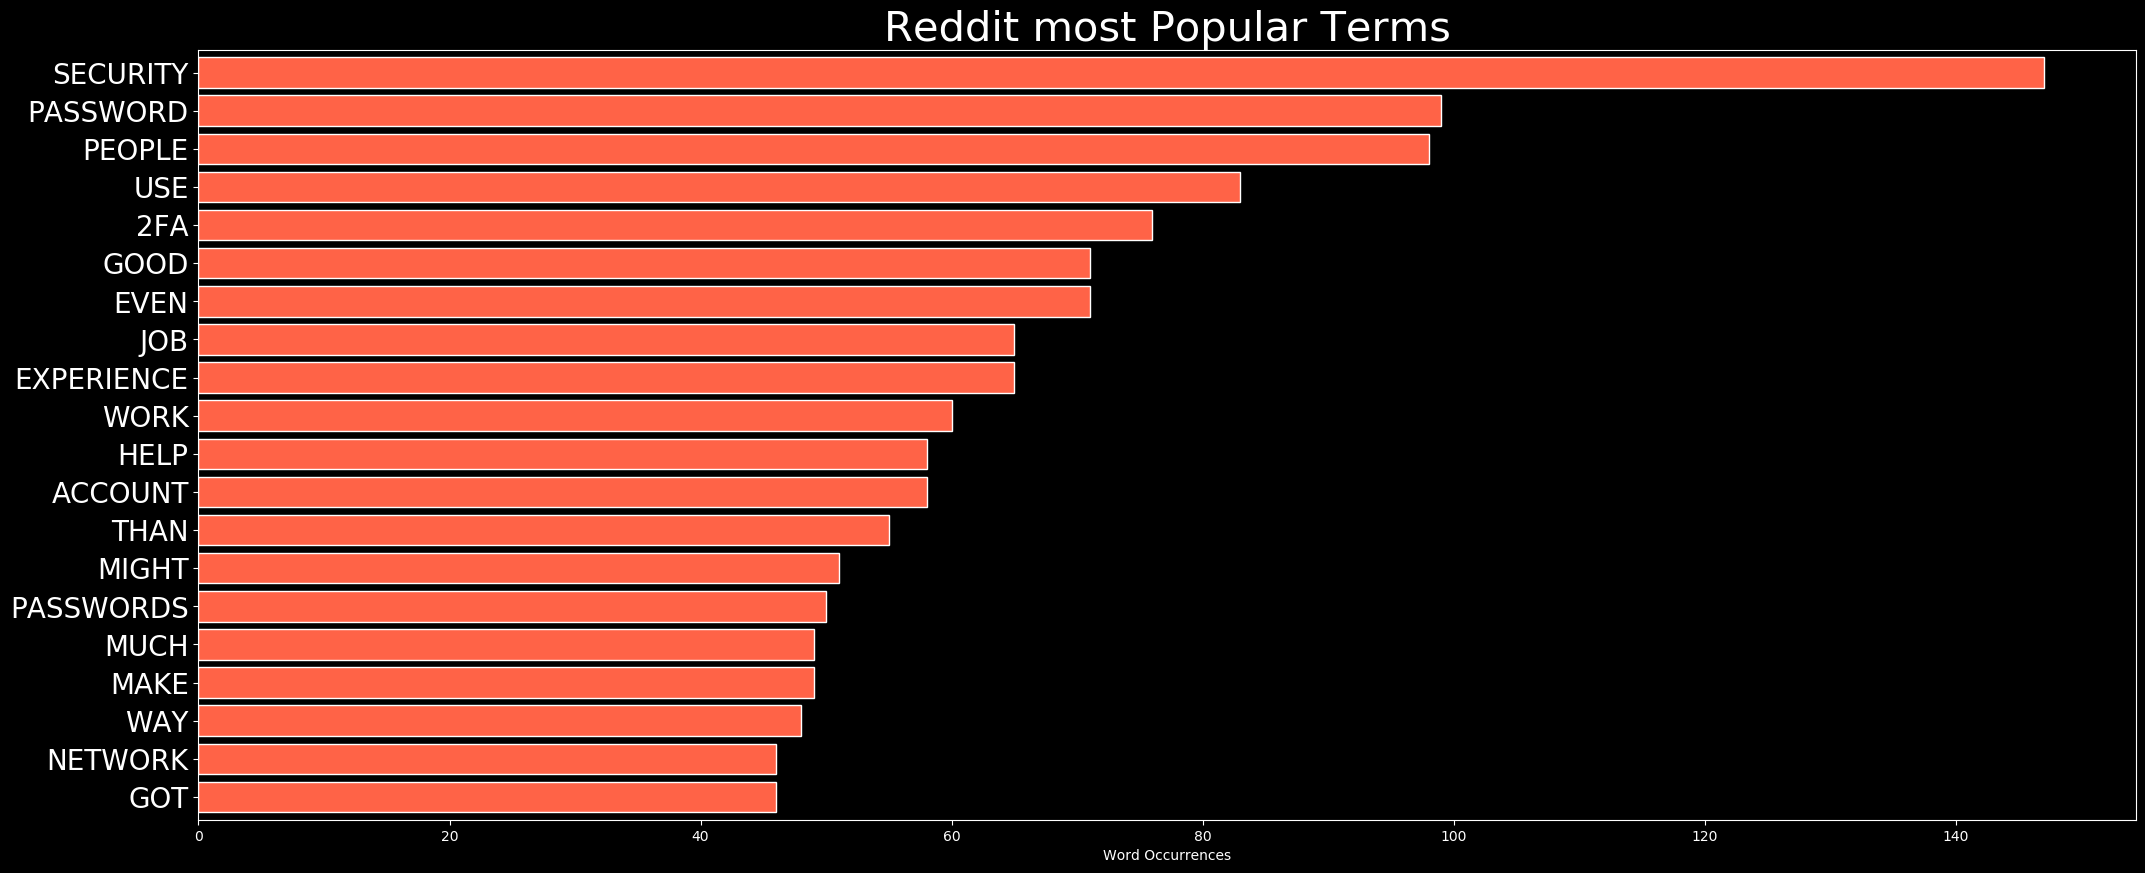 Reddit most Popular Terms
SECURITY
PASSWORD
PEOPLE
USE
2FA
GOOD
EVEN
JOB
EXPERIENCE
WORK
HELP
ACCOUNT
THAN
MIGHT
PASSWORDS
MUCH
MAKE
WAY
NETWORK
GOT
0 20 40 60 80 100 120 140
Word Occurrences